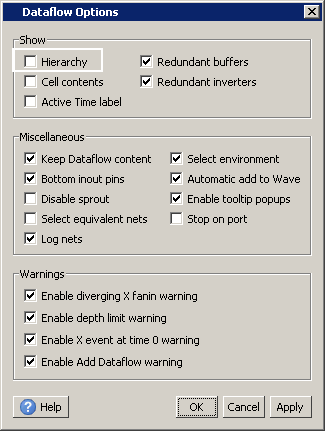 Dataflow Options
Show
Hierarchy
Redundant buffers
Cell contents
Redundant inverters
Active Time label
Miscellaneous
Keep Dataflow content
Select environment
Bottom inout pins
Automatic add to Wave
Disable sprout
Enable tooltip popups
Select equivalent nets
Stop on port
Log nets
Warnings
Enable diverging X fanin warning
Enable depth limit warning
Enable X event at time 0 warning
Enable Add Dataflow warning
? Help
OK
Cancel
Apply